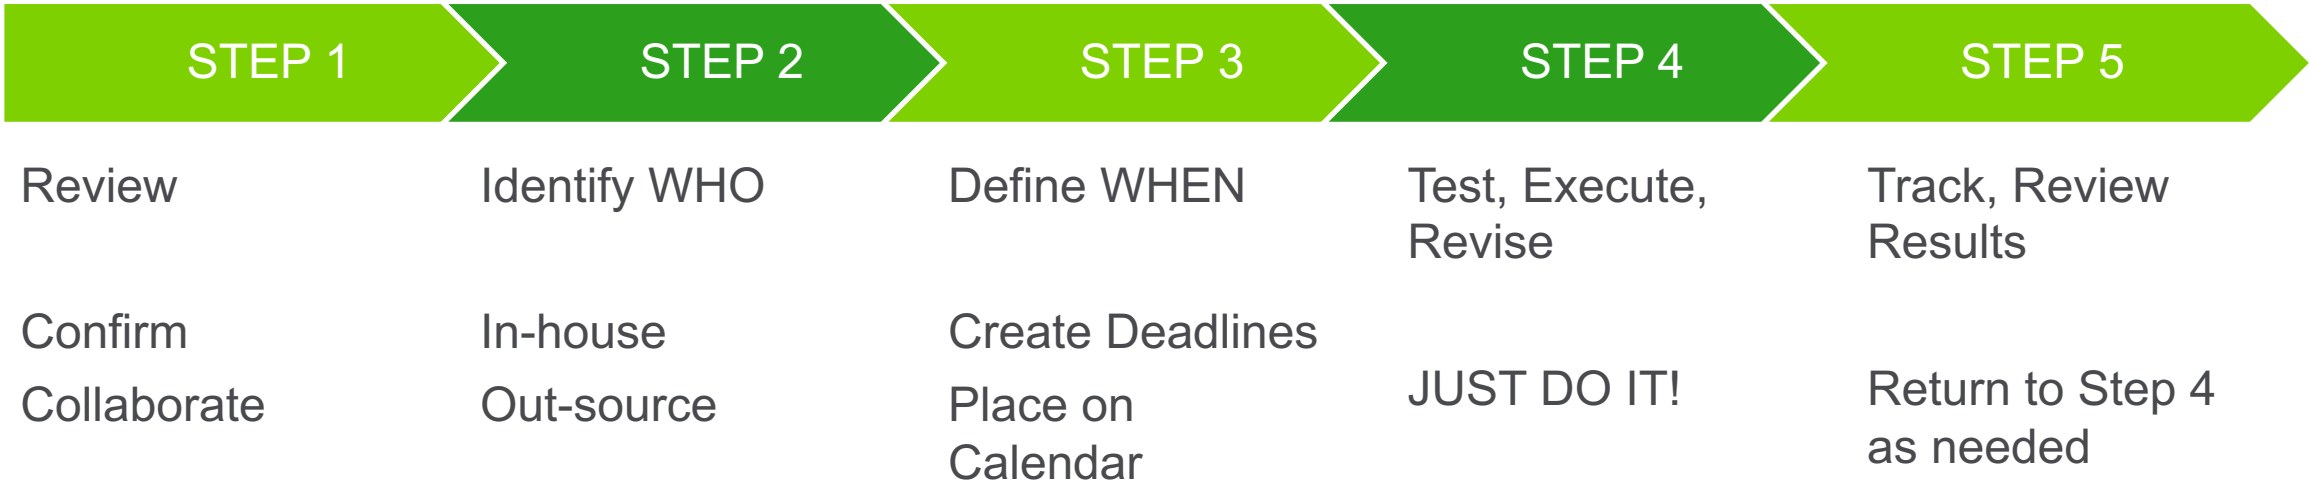 STEP 1
STEP 2
STEP 3
STEP 4
STEP 5
Review
Confirm
Collaborate
Identify WHO
In-house
Out-source
Define WHEN
Create Deadlines
Place on
Calendar
Test, Execute,
Revise
JUST DO IT!
Track, Review
Results
Return to Step 4
as needed